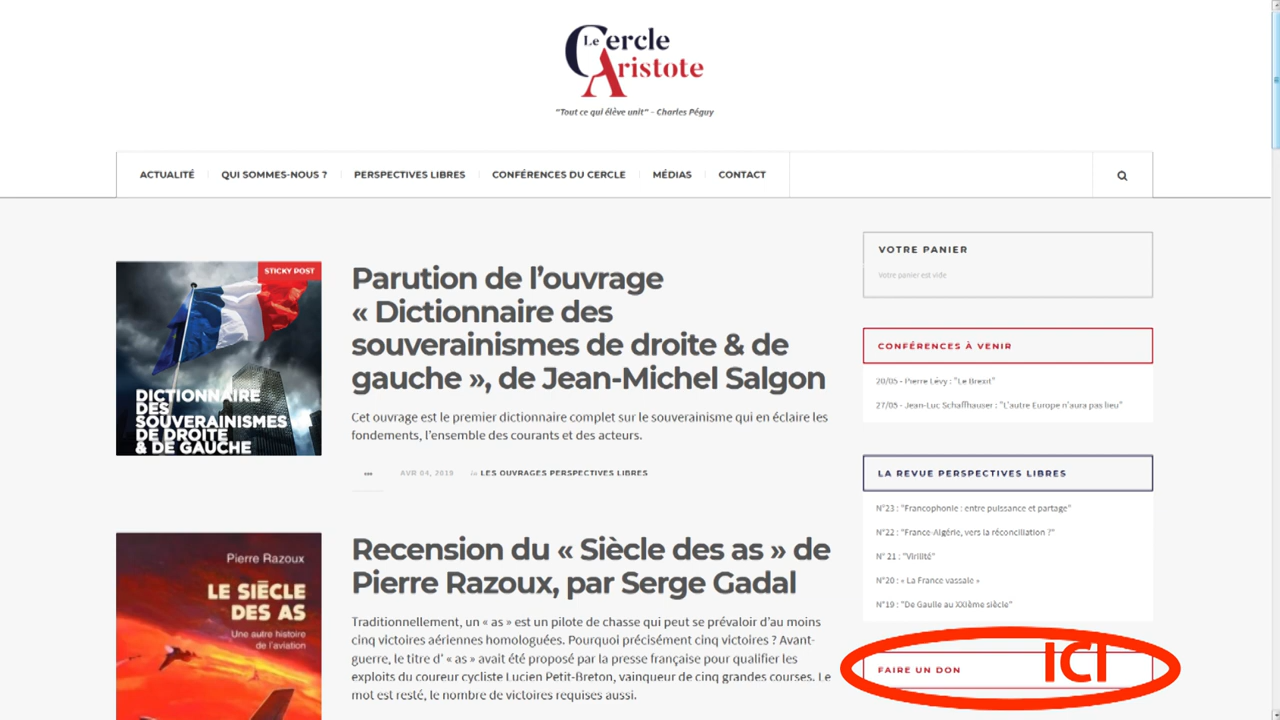 Le Cercle
Aristote
"Tout ce qui élève unit" - Charles Péguy
ACTUALITÉ
QUI SOMMES-NOUS ?
PERSPECTIVES LIBRES
CONFÉRENCES DU CERCLE
MÉDIAS
CONTACT
STICKY POST
DICTIONNAIRE
DES
SOUVERAINISMES
DE DROITE
& DE GAUCHE
Parution de l'ouvrage
« Dictionnaire des
souverainismes de droite & de
gauche », de Jean-Michel Salgon
Cet ouvrage est le premier dictionnaire complet sur le souverainisme qui en éclaire les
fondements, l'ensemble des courants et des acteurs.
AVR 04, 2019 in LES OUVRAGES PERSPECTIVES LIBRES
Pierre Razoux
LE SIÈCLE
DES AS
Une autre histoire
de l'aviation
Recension du « Siècle des as » de
Pierre Razoux, par Serge Gadal
Traditionnellement, un « as » est un pilote de chasse qui peut se prévaloir d'au moins
cinq victoires aériennes homologuées. Pourquoi précisément cinq victoires ? Avant-
guerre, le titre d' « as » avait été proposé par la presse française pour qualifier les
exploits du coureur cycliste Lucien Petit-Breton, vainqueur de cinq grandes courses. Le
mot est resté, le nombre de victoires requises aussi.
VOTRE PANIER
Votre panier est vide
CONFÉRENCES À VENIR
20/05 - Pierre Lévy : "Le Brexit"
27/05 - Jean-Luc Schaffhauser : "L'autre Europe n'aura pas lieu"
LA REVUE PERSPECTIVES LIBRES
N°23 : "Francophonie : entre puissance et partage"
N°22 : "France-Algérie, vers la réconciliation ?"
N° 21 : "Virilité"
N°20 : « La France vassale »
N°19 : "De Gaulle au XXIème siècle"
FAIRE UN DON
ICI